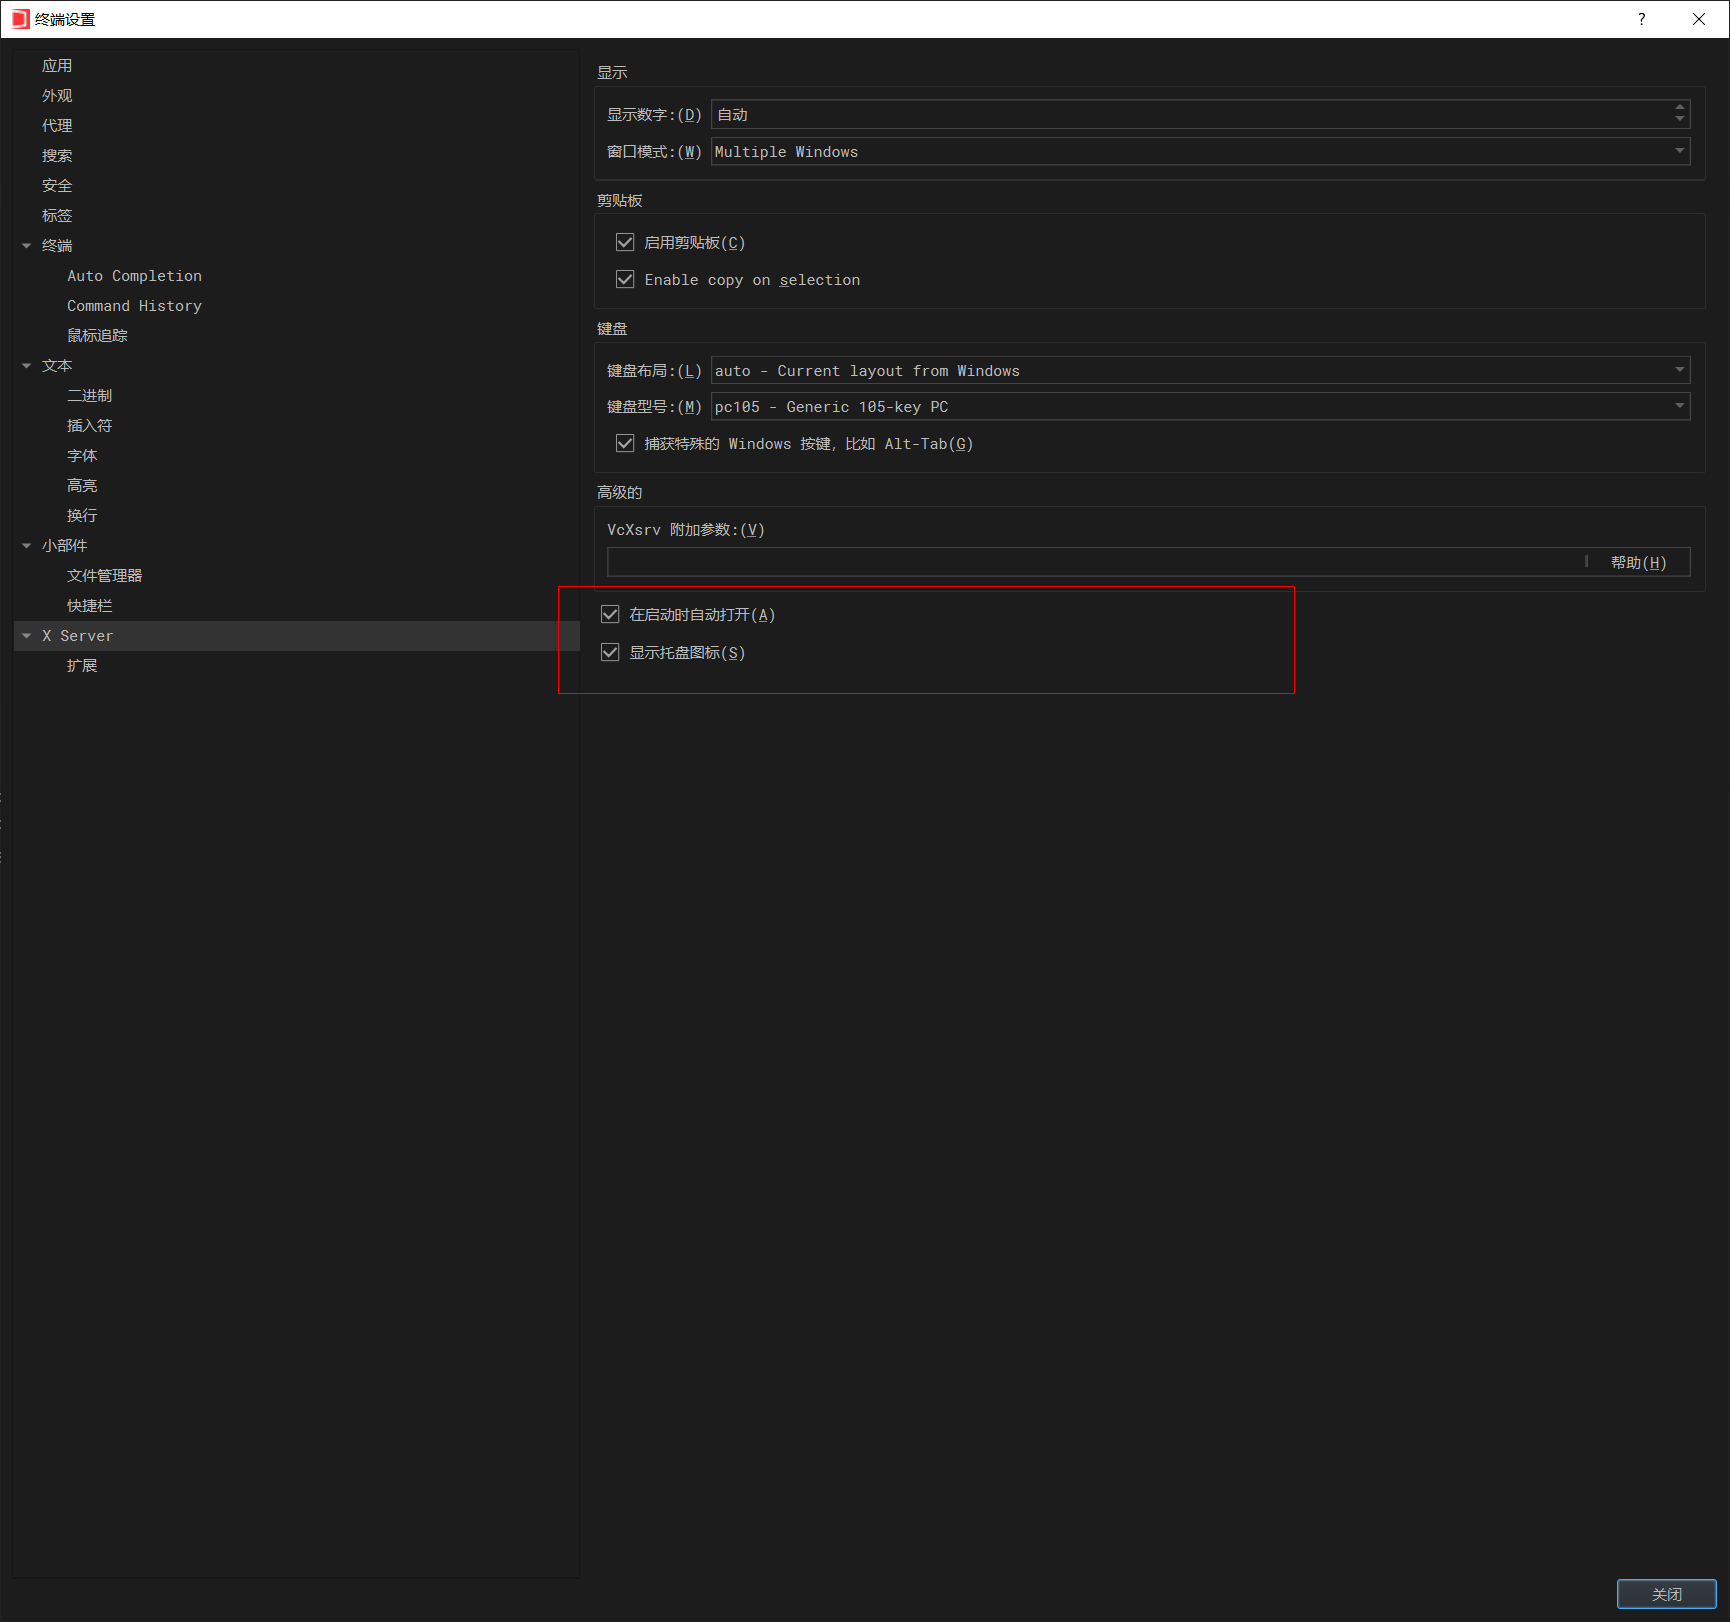 终端设置
?
应用
外观
代理
搜索
安全
标签
终端
Auto Completion
Command History
鼠标追踪
文本
二进制
插入符
字体
高亮
换行
小部件
文件管理器
快捷栏
X Server
扩展
显示
显示数字:(D) 自动
窗口模式:(W) Multiple Windows
剪贴板
启用剪贴板(C)
Enable copy on selection
键盘
键盘布局:(L) auto - Current layout from Windows
键盘型号:(M) pc105 - Generic 105-key PC
捕获特殊的 Windows 按键, 比如 Alt-Tab(G)
高级的
VcXsrv 附加参数:(V)
帮助(H)
在启动时自动打开(A)
显示托盘图标(S)
关闭